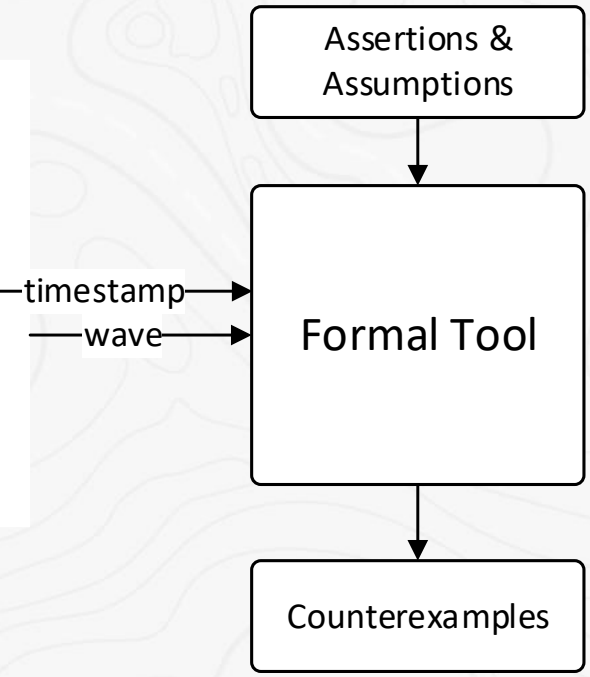 Assertions &
Assumptions
timestamp
wave
Formal Tool
Counterexamples